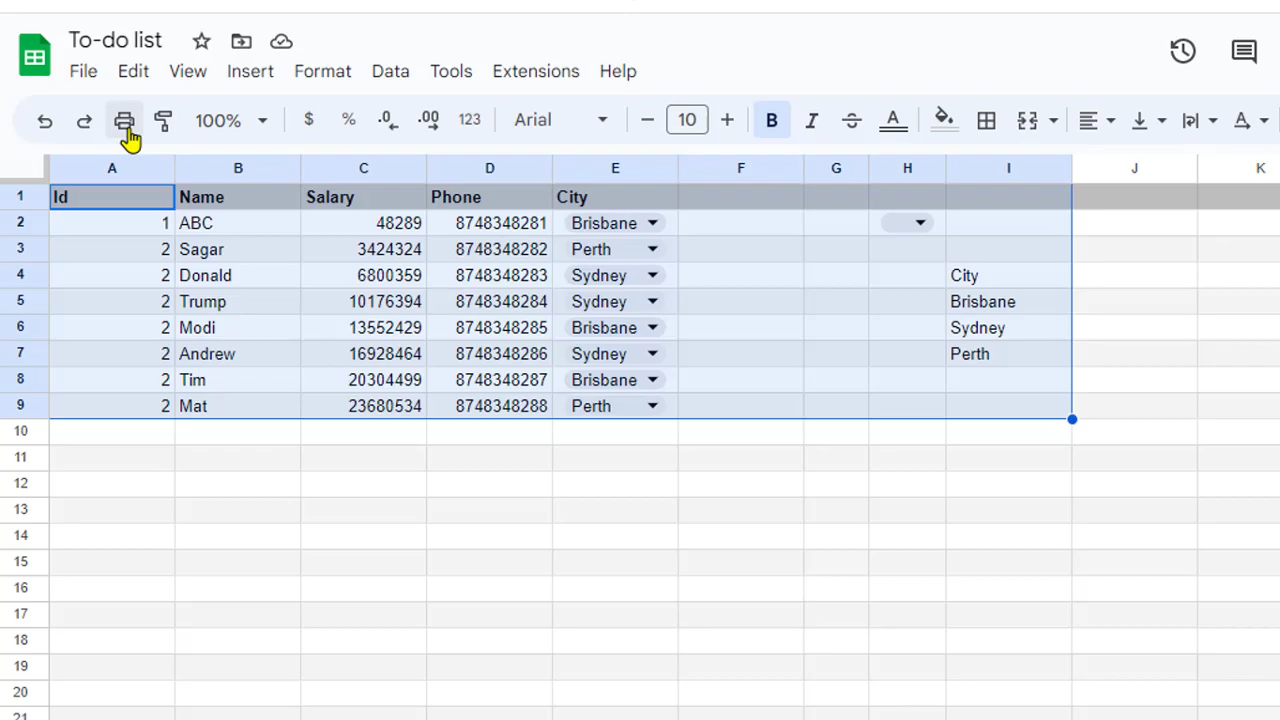 To-do list
File Edit View Insert Format Data Tools Extensions Help
100% $ % .0 .00 123 Arial 10 B I A A
A B C D E F G H I J K
1 Id Name Salary Phone City
2 1 ABC 48289 8748348281 Brisbane
3 2 Sagar 3424324 8748348282 Perth
4 2 Donald 6800359 8748348283 Sydney City
5 2 Trump 10176394 8748348284 Sydney Brisbane
6 2 Modi 13552429 8748348285 Brisbane Sydney
7 2 Andrew 16928464 8748348286 Sydney Perth
8 2 Tim 20304499 8748348287 Brisbane
9 2 Mat 23680534 8748348288 Perth
10
11
12
13
14
15
16
17
18
19
20
21